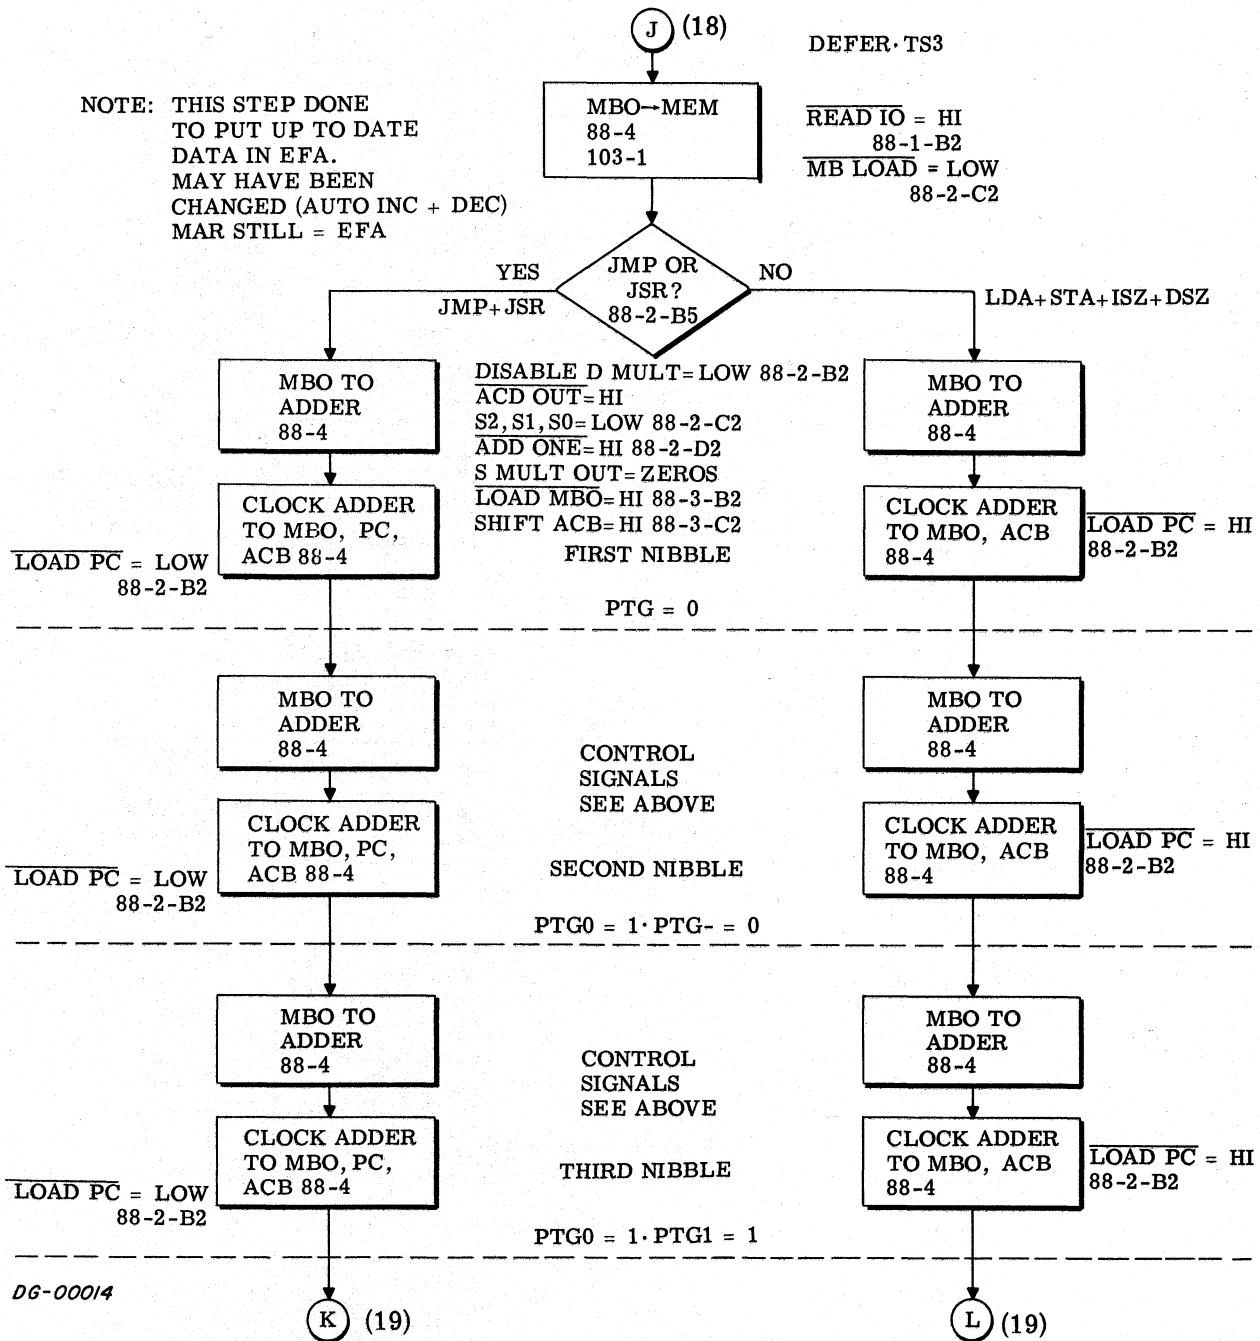 J (18)
DEFER·TS3
NOTE: THIS STEP DONE
TO PUT UP TO DATE
DATA IN EFA.
MAY HAVE BEEN
CHANGED (AUTO INC + DEC)
MAR STILL = EFA
MBO→MEM
88-4
103-1
READ IO = HI
88-1-B2
MB LOAD = LOW
88-2-C2
JMP OR
JSR?
88-2-B5
YES
JMP+JSR
NO
LDA+STA+ISZ+DSZ
MBO TO
ADDER
88-4
DISABLE D MULT= LOW 88-2-B2
ACD OUT= HI
S2, S1, S0= LOW 88-2-C2
ADD ONE= HI 88-2-D2
S MULT OUT= ZEROS
LOAD MBO= HI 88-3-B2
SHIFT ACB= HI 88-3-C2
FIRST NIBBLE
PTG = 0
MBO TO
ADDER
88-4
CLOCK ADDER
TO MBO, PC,
ACB 88-4
LOAD PC = LOW
88-2-B2
CLOCK ADDER
TO MBO, ACB
88-4
LOAD PC = HI
88-2-B2
MBO TO
ADDER
88-4
CONTROL
SIGNALS
SEE ABOVE
MBO TO
ADDER
88-4
CLOCK ADDER
TO MBO, PC,
ACB 88-4
LOAD PC = LOW
88-2-B2
SECOND NIBBLE
PTG0 = 1· PTG- = 0
CLOCK ADDER
TO MBO, ACB
88-4
LOAD PC = HI
88-2-B2
MBO TO
ADDER
88-4
CONTROL
SIGNALS
SEE ABOVE
MBO TO
ADDER
88-4
CLOCK ADDER
TO MBO, PC,
ACB 88-4
LOAD PC = LOW
88-2-B2
THIRD NIBBLE
PTG0 = 1· PTG1 = 1
CLOCK ADDER
TO MBO, ACB
88-4
LOAD PC = HI
88-2-B2
DG-00014
K (19)
L (19)